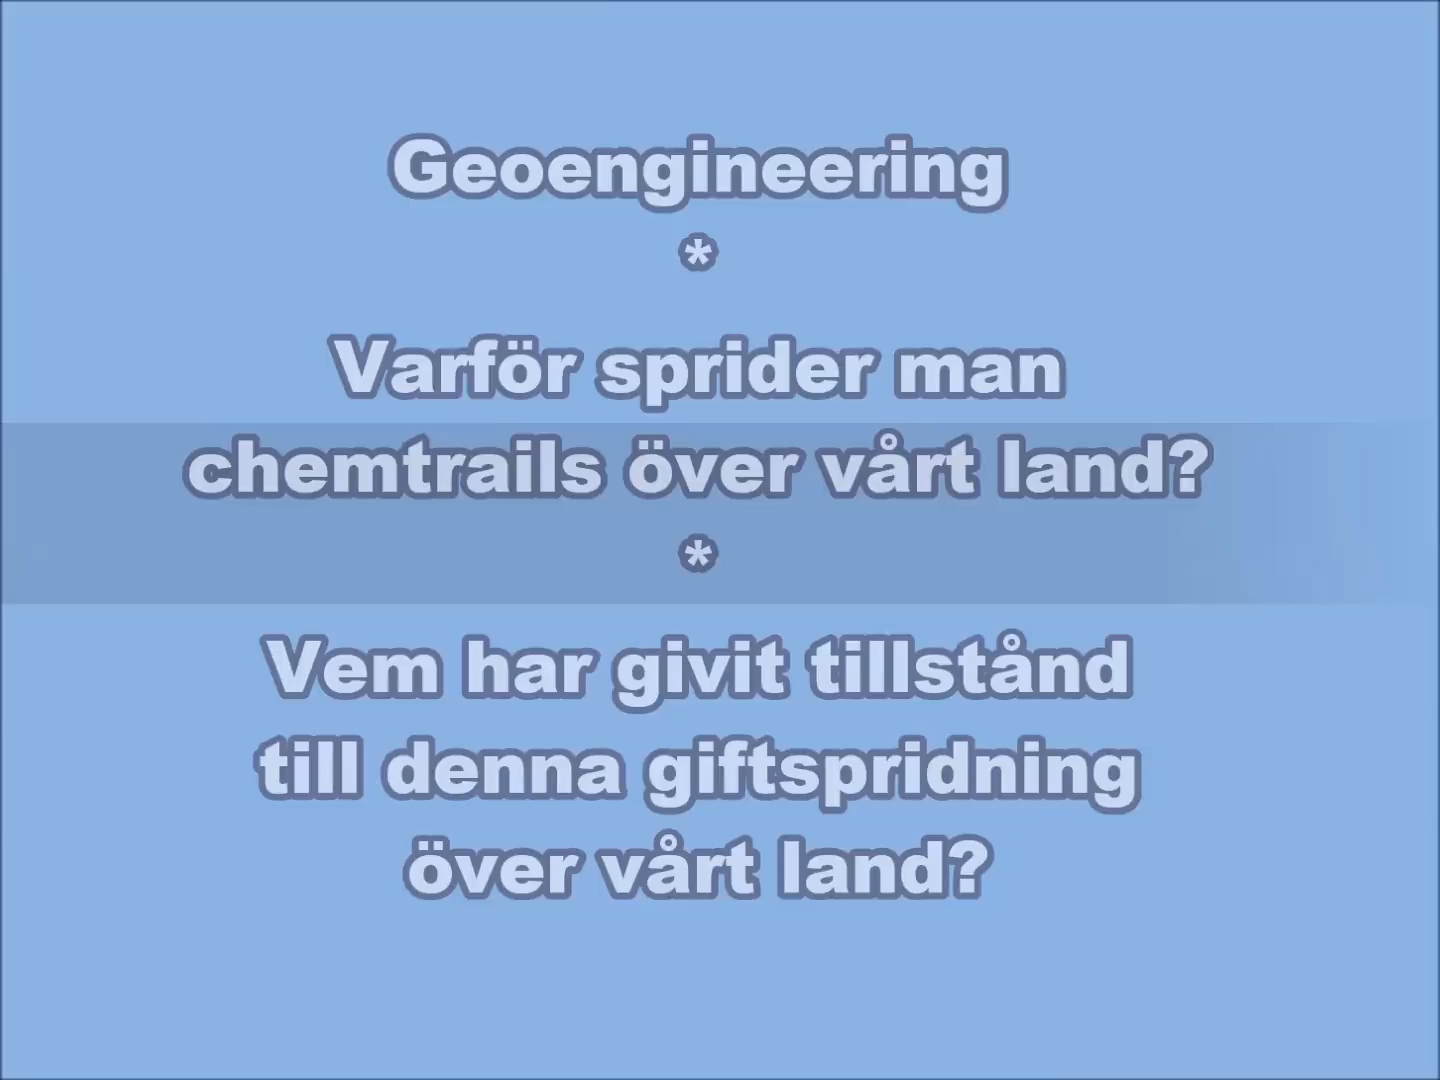 Geoengineering
*
Varför sprider man
chemtrails över vårt land?
*
Vem har givit tillstånd
till denna giftspridning
över vårt land?